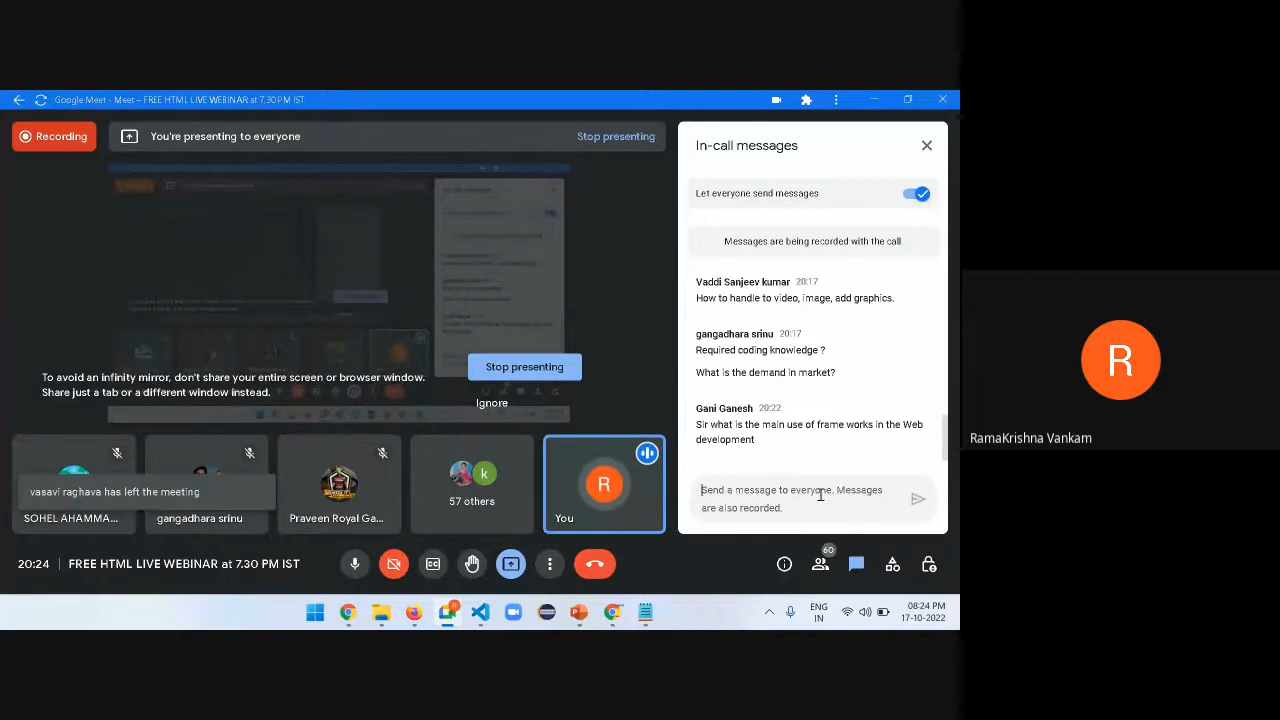 Google Meet - Meet – FREE HTML LIVE WEBINAR at 7.30 PM IST
Recording
You're presenting to everyone
Stop presenting
In-call messages
Let everyone send messages
Messages are being recorded with the call
Vaddi Sanjeev kumar 20:17
How to handle to video, image, add graphics.
gangadhara srinu 20:17
Required coding knowledge ?
What is the demand in market?
Gani Ganesh 20:22
Sir what is the main use of frame works in the Web
development
Send a message to everyone. Messages
are also recorded.
To avoid an infinity mirror, don't share your entire screen or browser window.
Share just a tab or a different window instead.
Stop presenting
Ignore
vasavi raghava has left the meeting
SOHEL AHAMMA...
gangadhara srinu
Praveen Royal Ga...
k
57 others
R
You
20:24 | FREE HTML LIVE WEBINAR at 7.30 PM IST
60
ENG
IN
08:24 PM
17-10-2022
R
RamaKrishna Vankam